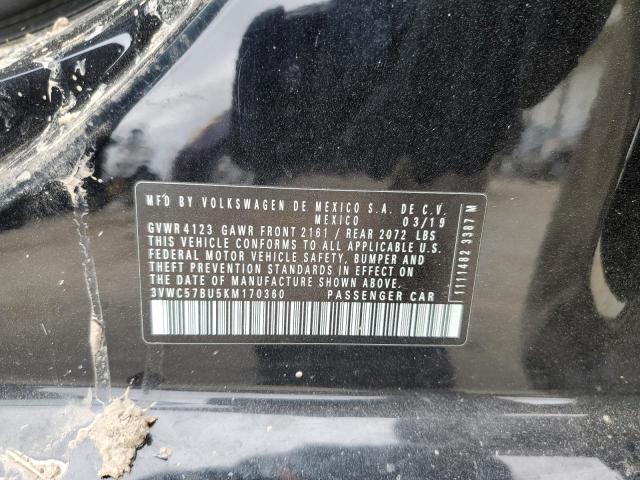 MFD BY VOLKSWAGEN DE MEXICO S.A. DE C.V.
MEXICO 03/19
GVWR 4123 GAWR FRONT 2161 / REAR 2072 LBS
THIS VEHICLE CONFORMS TO ALL APPLICABLE U.S.
FEDERAL MOTOR VEHICLE SAFETY, BUMPER AND
THEFT PREVENTION STANDARDS IN EFFECT ON
THE DATE OF MANUFACTURE SHOWN ABOVE.
3VWC57BU5KM170360 PASSENGER CAR
1111482 3387 M